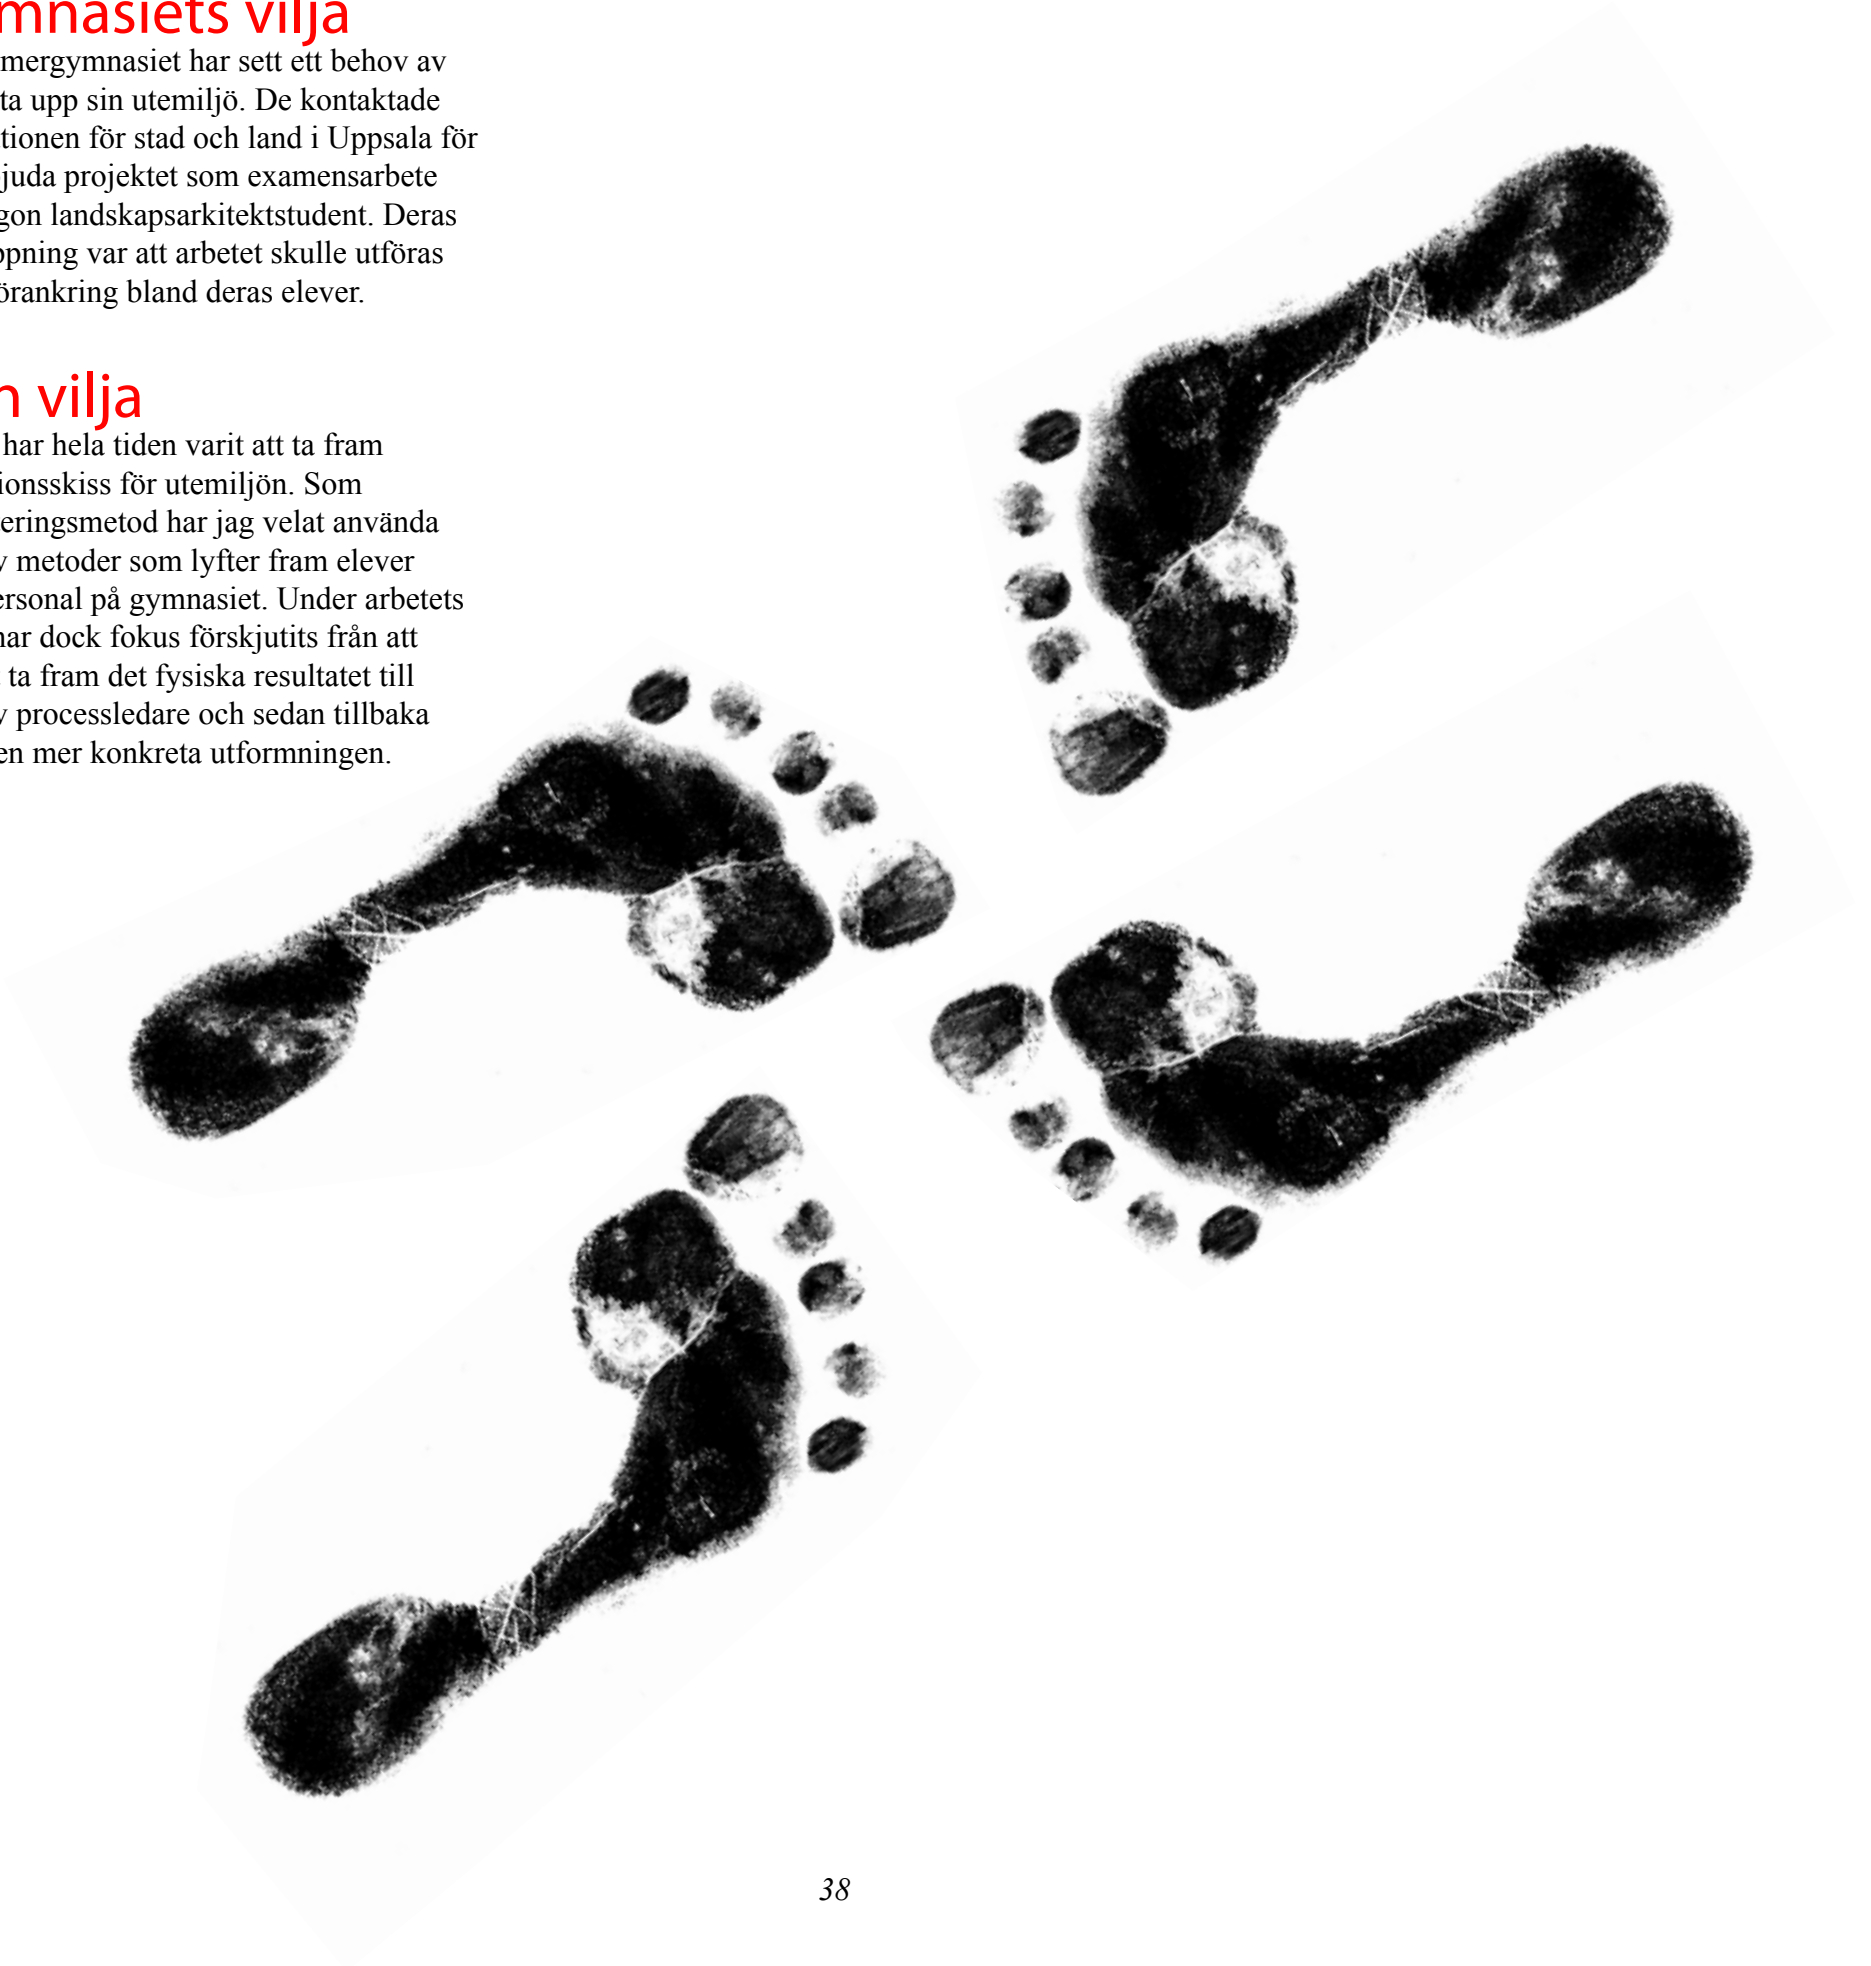 mnasiets vilja
mergymnasiet har sett ett behov av
ta upp sin utemiljö. De kontaktade
tionen för stad och land i Uppsala för
juda projektet som examensarbete
gon landskapsarkitektstudent. Deras
ppning var att arbetet skulle utföras
örankring bland deras elever.
n vilja
har hela tiden varit att ta fram
ionsskiss för utemiljön. Som
eringsmetod har jag velat använda
v metoder som lyfter fram elever
ersonal på gymnasiet. Under arbetets
har dock fokus förskjutits från att
ta fram det fysiska resultatet till
v processledare och sedan tillbaka
en mer konkreta utformningen.
38